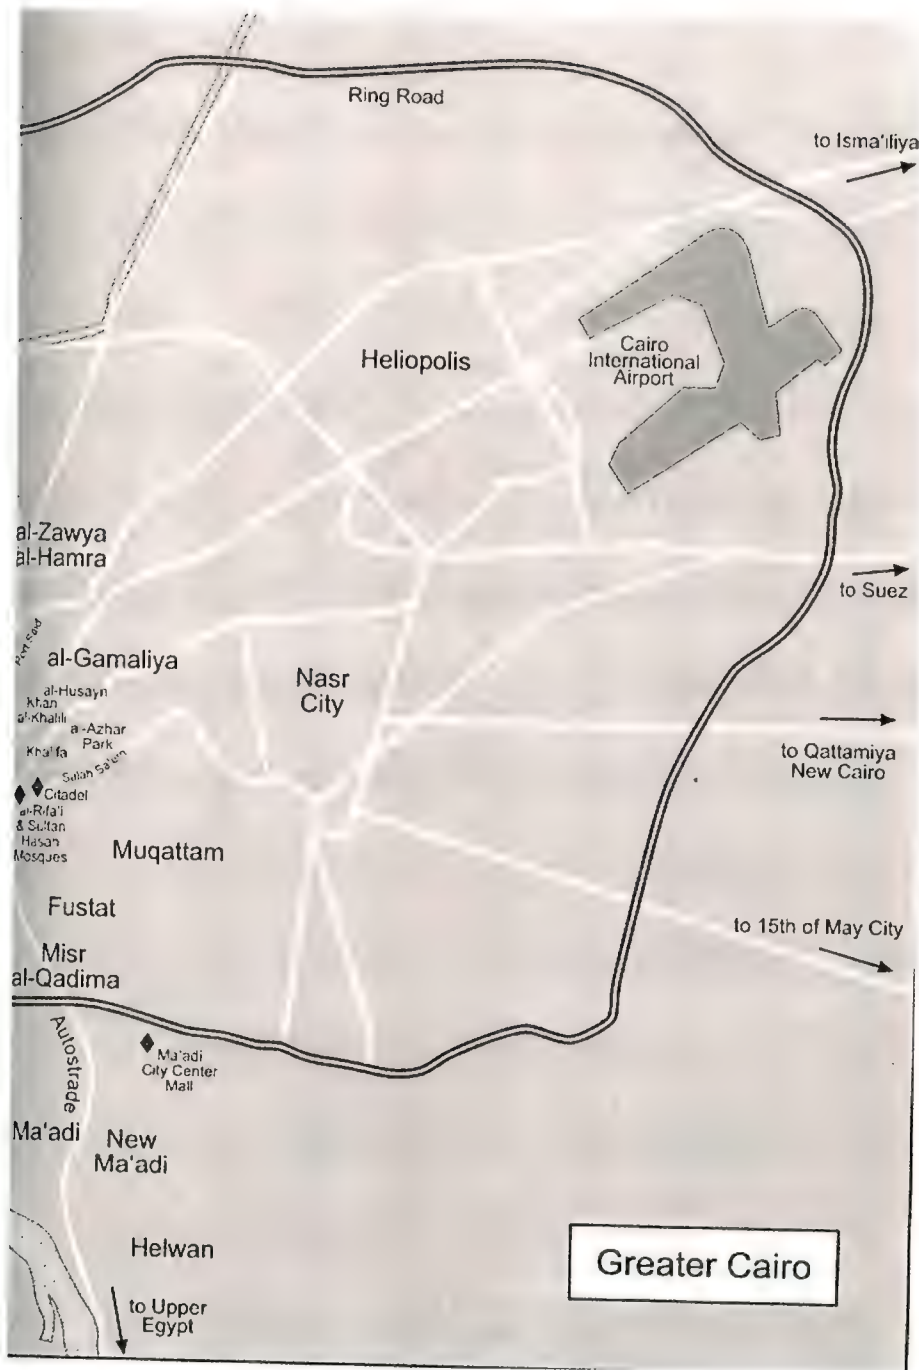 Ring Road
to Isma'iliya
Cairo
International
Airport
Heliopolis
al-Zawya
al-Hamra
to Suez
Port Said
al-Gamaliya
Nasr
City
al-Husayn
Khan
al-Khalili
al-Azhar
Park
Khalifa
Salah Salem
to Qattamiya
New Cairo
Citadel
al-Rifa'i
& Sultan
Hasan
Mosques
Muqattam
Fustat
to 15th of May City
Misr
al-Qadima
Autostrade
Ma'adi
City Center
Mall
Ma'adi
New
Ma'adi
Helwan
Greater Cairo
to Upper
Egypt